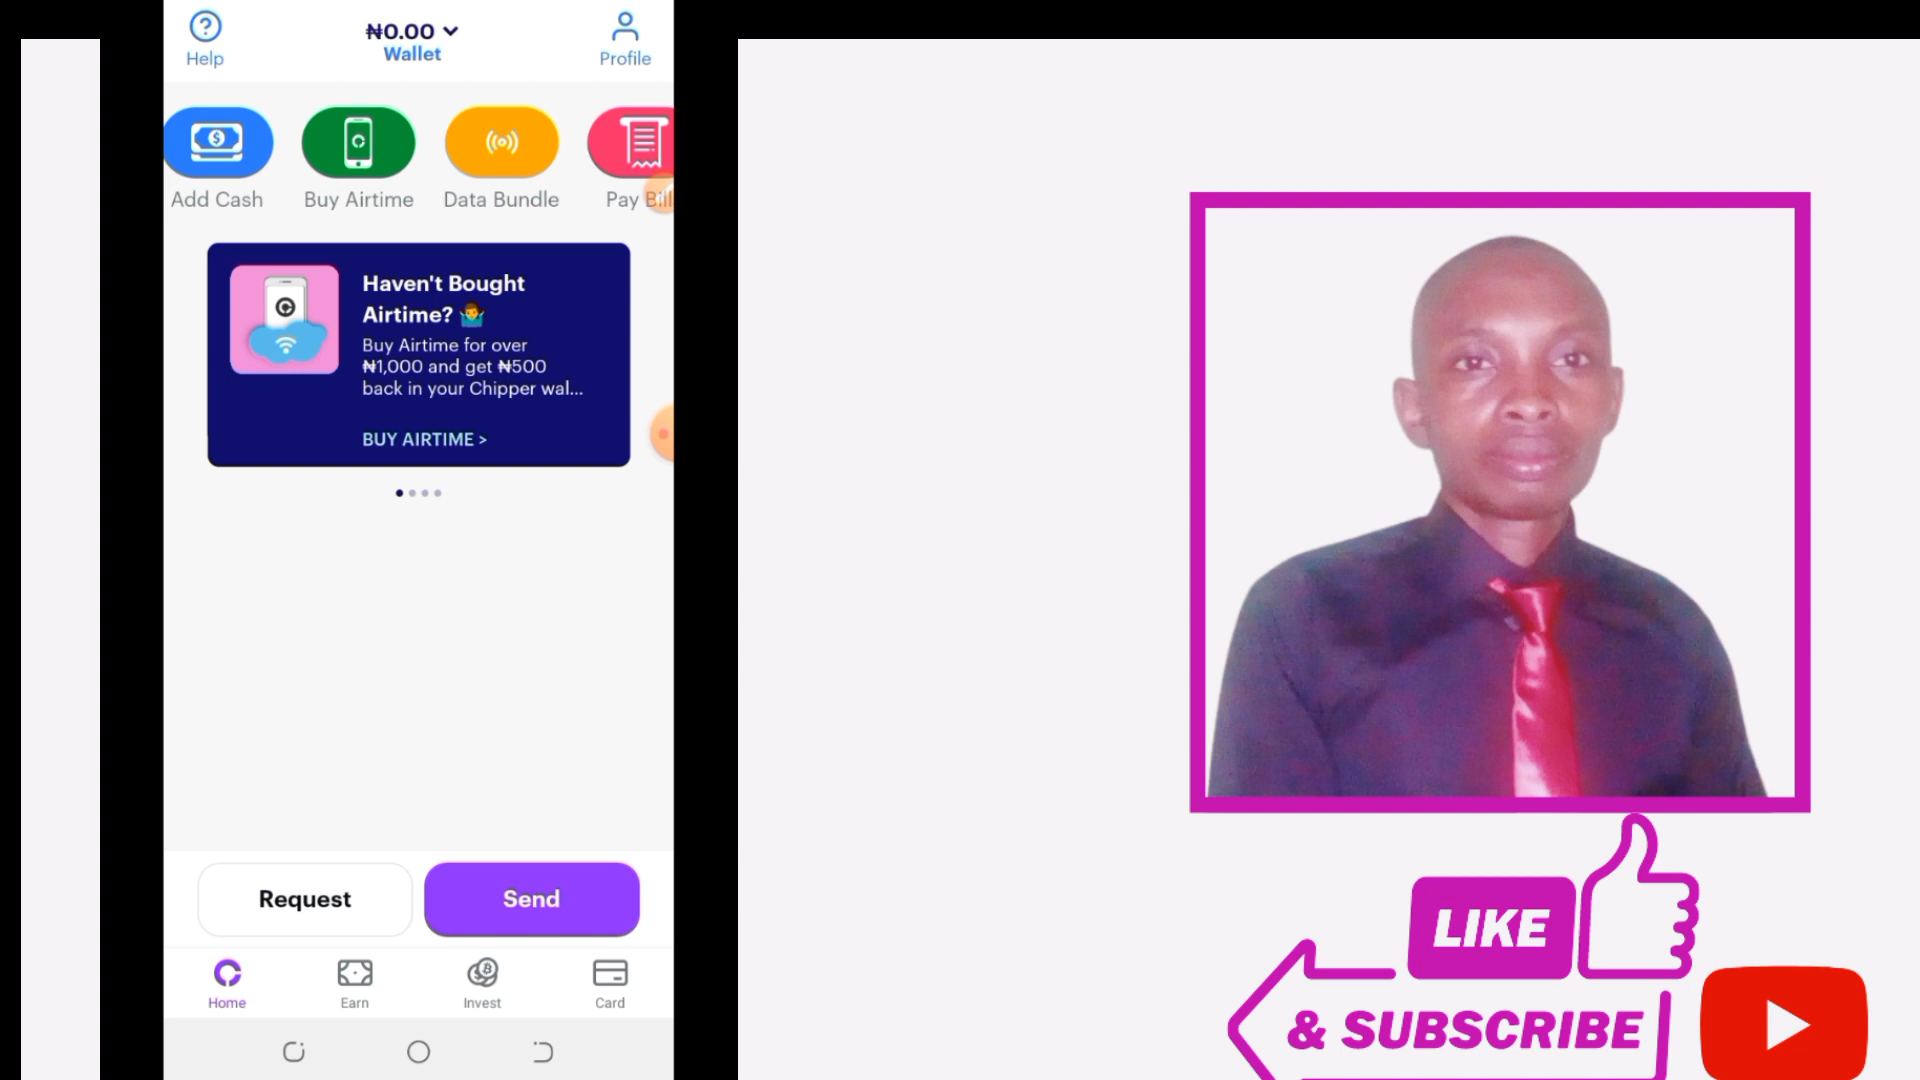 Help
₦0.00
Wallet
Profile
Add Cash
Buy Airtime
Data Bundle
Pay Bill
Haven't Bought
Airtime? 🤷‍♂️
Buy Airtime for over
₦1,000 and get ₦500
back in your Chipper wal...
BUY AIRTIME >
Request
Send
Home
Earn
Invest
Card
LIKE
& SUBSCRIBE